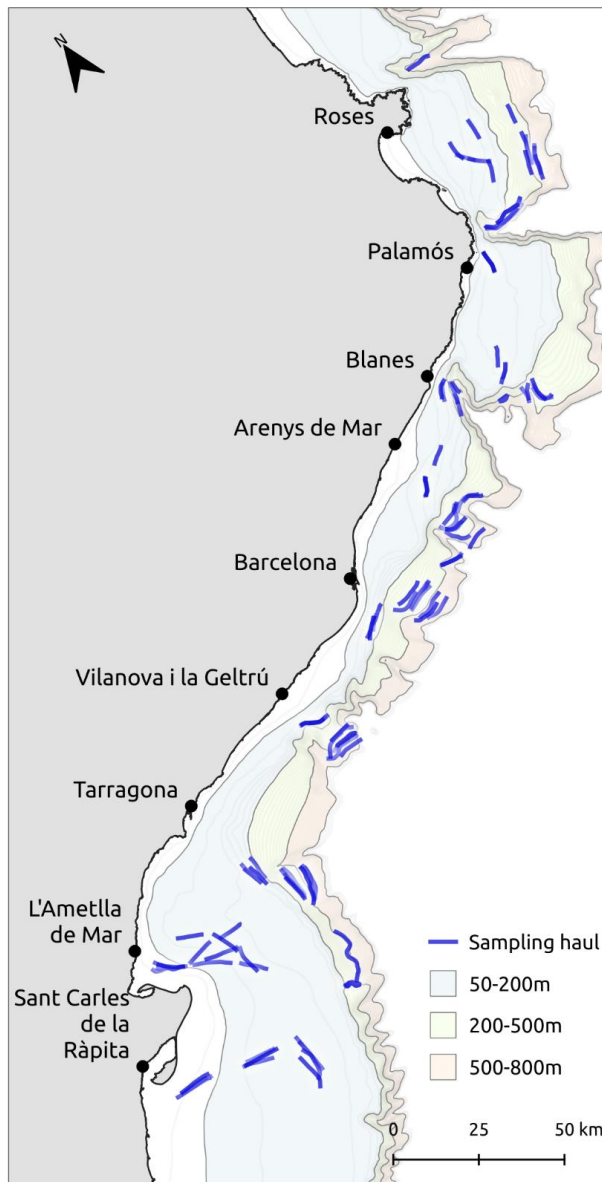 N
Roses
Palamós
Blanes
Arenys de Mar
Barcelona
Vilanova i la Geltrú
Tarragona
L'Ametlla
de Mar
Sant Carles
de la
Ràpita
Sampling haul
50-200m
200-500m
500-800m
0 25 50 km